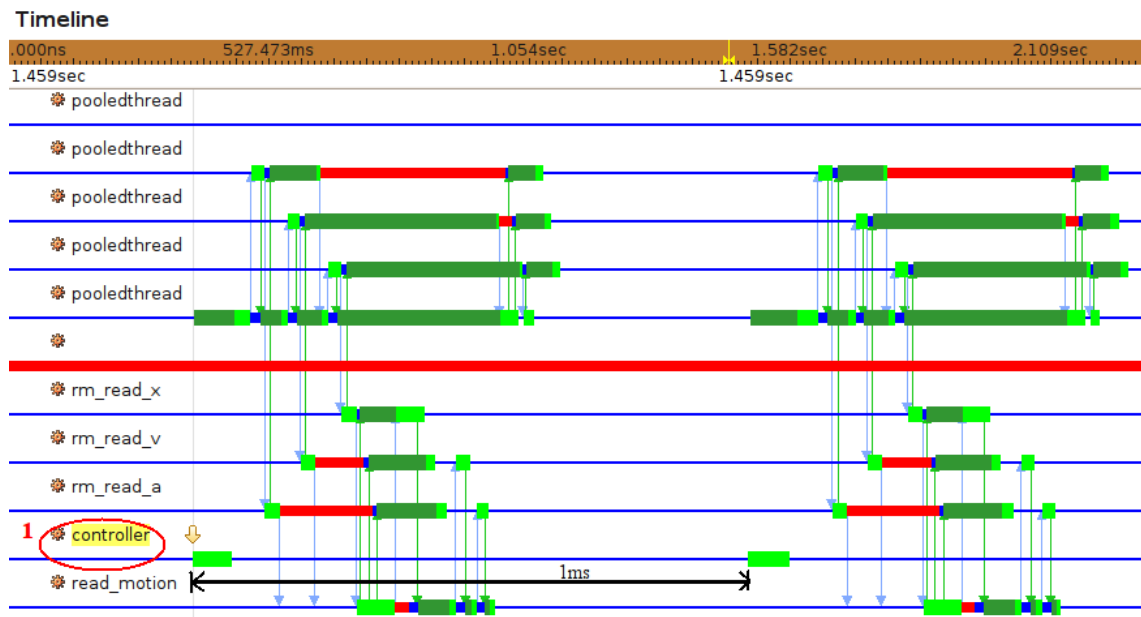 Timeline
.000ns 527.473ms 1.054sec 1.582sec 2.109sec
1.459sec 1.459sec
pooledthread
pooledthread
pooledthread
pooledthread
pooledthread
rm_read_x
rm_read_v
rm_read_a
1 controller
read_motion 1ms